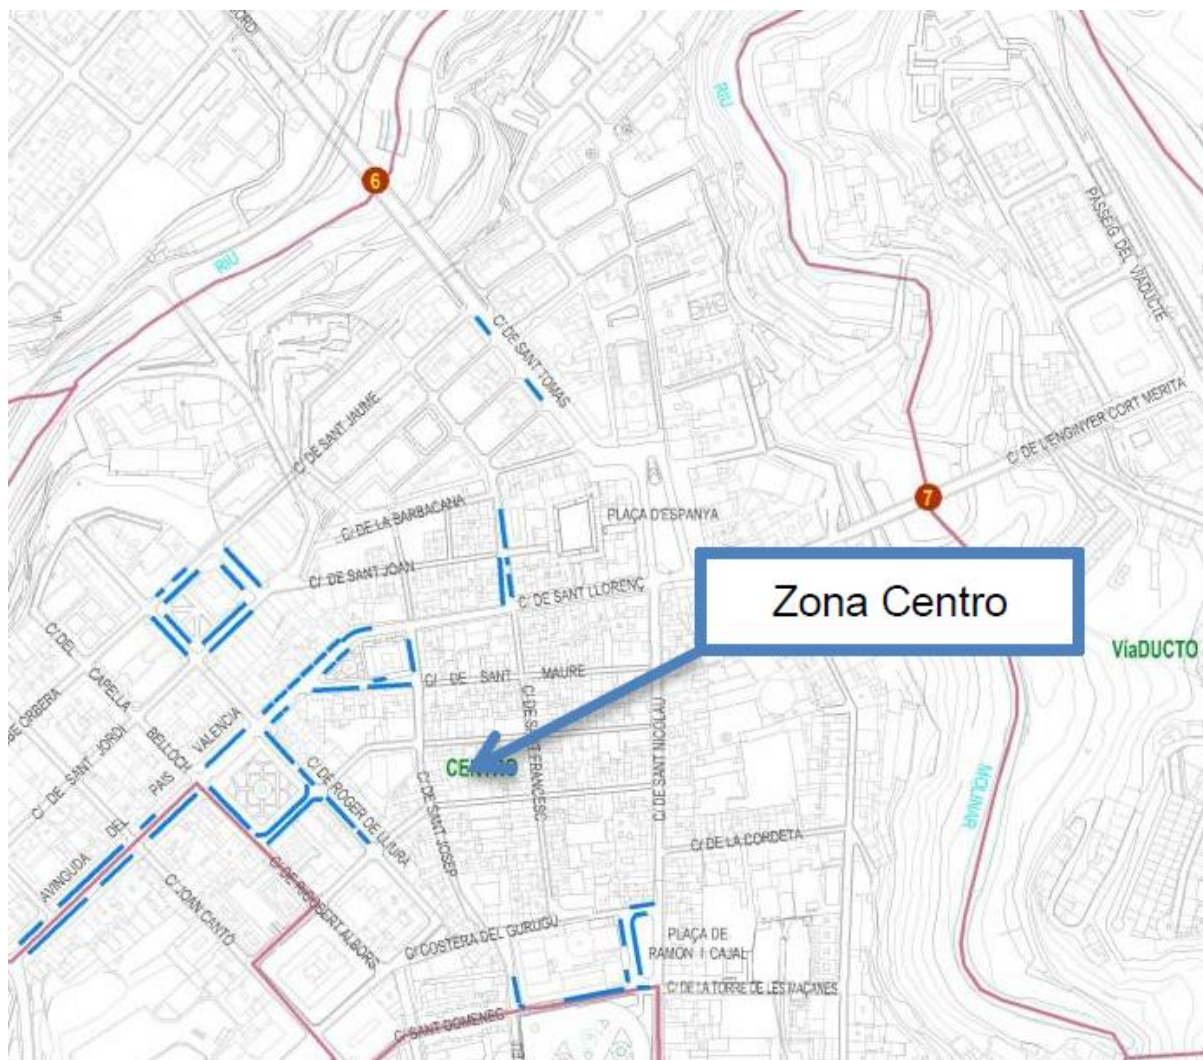 6
RIU
RIU
PASSEIG DEL VIADUCTE
C/ DE SANT TOMAS
C/ DE SANT JAUME
C/ DE L'ENGINYER CORT MERITA
7
C/ DE LA BARBACANA
PLAÇA D'ESPANYA
C/ DE SANT JOAN
C/ DE SANT LLORENÇ
Zona Centro
VíaDUCTO
C/ DEL CAPELLA BELLOCH
C/ DE SANT MAURE
C/ DE SANT FRANCESC
C/ DE SANT NICOLAU
C/ DE SANT JORDI
AVINGUDA DEL PAIS VALENCIA
CENTRO
C/ DE ROGER DE LLIURA
C/ DE SANT JOSEP
MOLINAR
C/ DE LA CORDETA
C/ JOAN CANTÓ
C/ DE RIGOBERT ALBORS
C/ COSTERA DEL GURUGU
PLAÇA DE
RAMON I CAJAL
C/ DE LA TORRE DE LES MAÇANES
C/ SANT DOMENEC